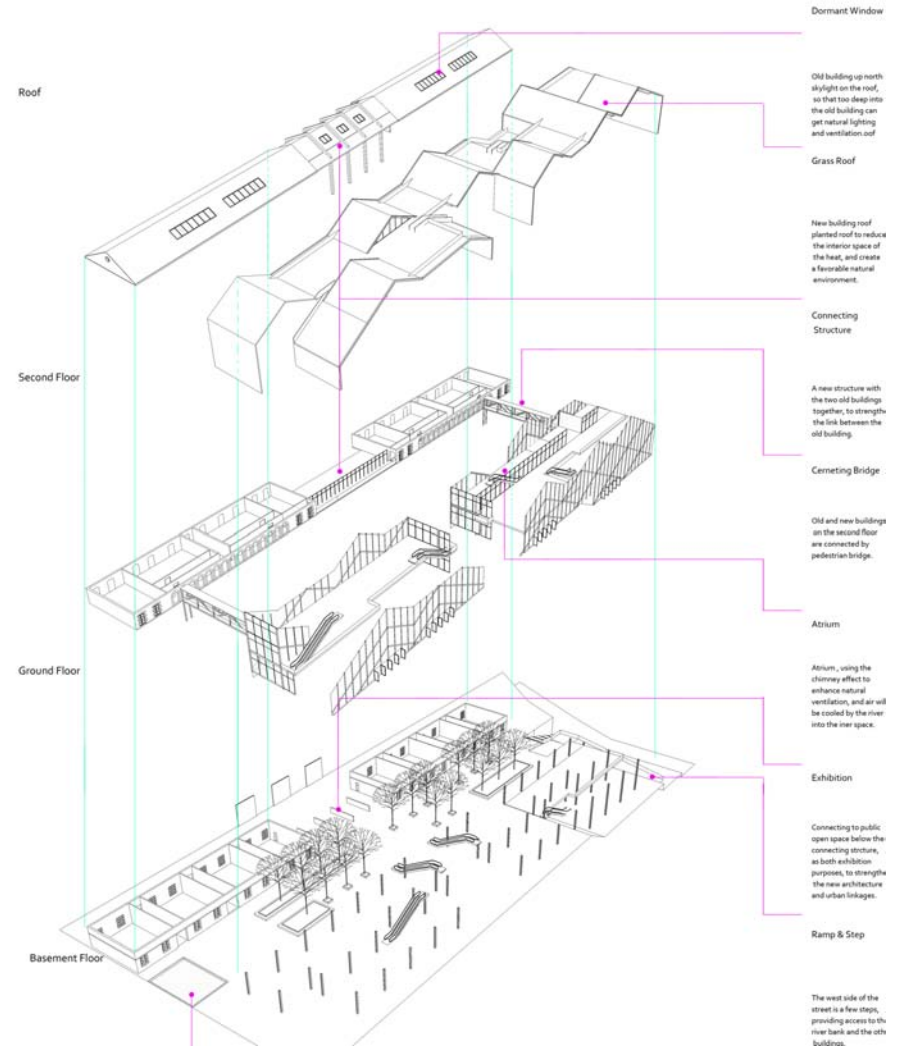 Dormant Window
Roof
Old building up north
skylight on the roof,
so that too deep into
the old building can
get natural lighting
and ventilation.oof
Grass Roof
New building roof
planted roof to reduce
the interior space of
the heat, and create
a favorable natural
environment.
Connecting
Structure
Second Floor
A new structure with
the two old buildings
together, to strengthe
the link between the
old building.
Cerneting Bridge
Old and new buildings
on the second floor
are connected by
pedestrian bridge.
Atrium
Ground Floor
Atrium , using the
chimney effect to
enhance natural
ventilation, and air will
be cooled by the river
into the iner space.
Exhibition
Connecting to public
open space below the
connecting strcture,
as both exhibition
purposes, to strengthe
the new architecture
and urban linkages.
Ramp & Step
Basement Floor
The west side of the
street is a few steps,
providing access to the
river bank and the oth
buildings.